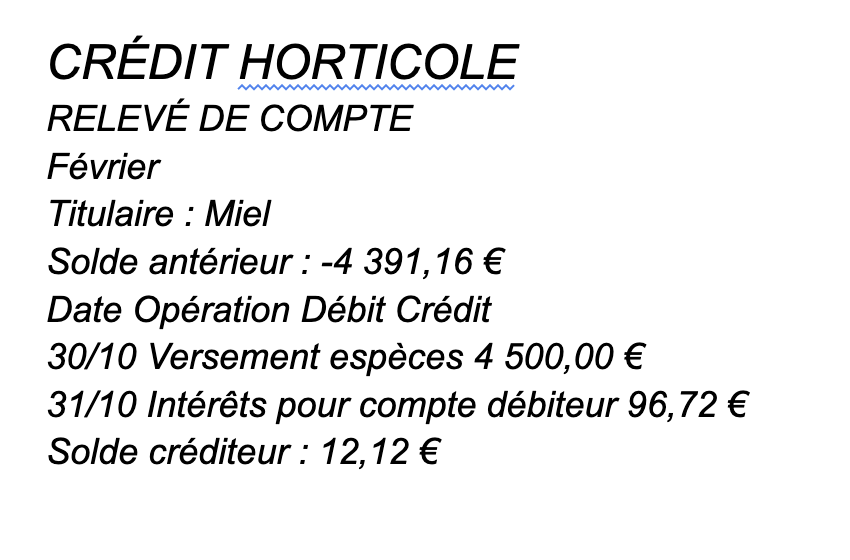 CRÉDIT HORTICOLE
RELEVÉ DE COMPTE
Février
Titulaire : Miel
Solde antérieur : -4 391,16 €
Date Opération Débit Crédit
30/10 Versement espèces 4 500,00 €
31/10 Intérêts pour compte débiteur 96,72 €
Solde créditeur : 12,12 €